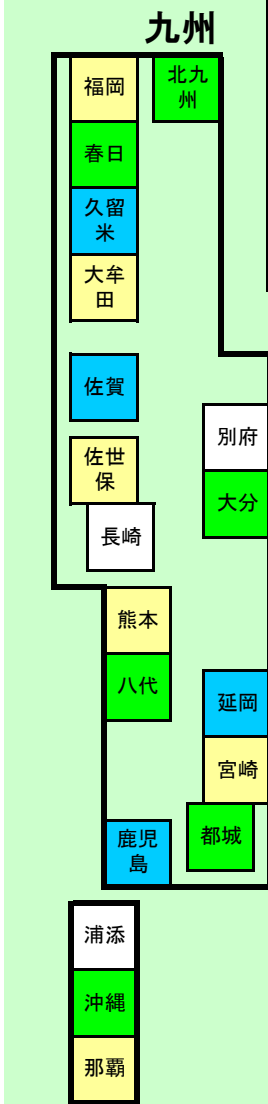 九州
福岡
北九
州
春日
久留
米
大牟
田
佐賀
別府
佐世
保
大分
長崎
熊本
八代
延岡
宮崎
都城
鹿児
島
浦添
沖縄
那覇